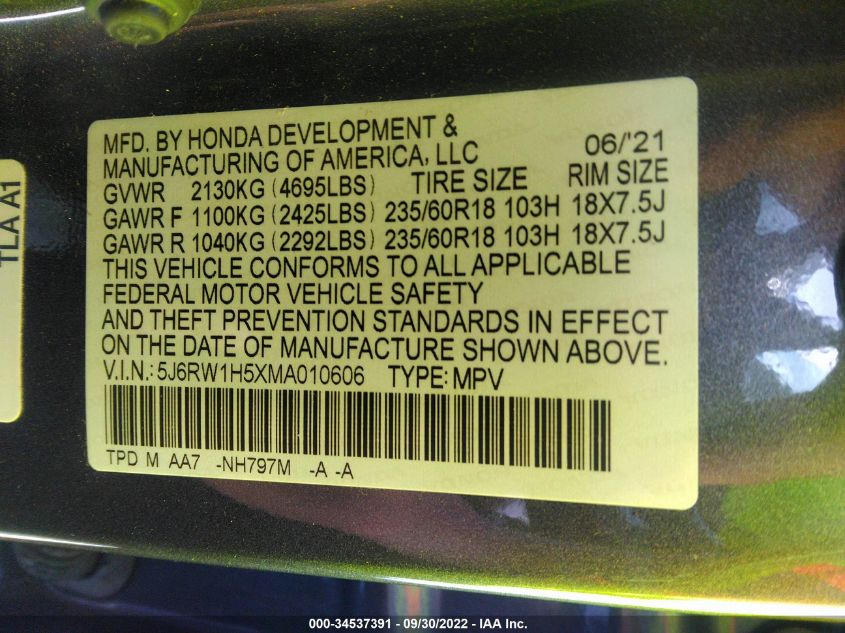 MFD. BY HONDA DEVELOPMENT &
MANUFACTURING OF AMERICA, LLC 06/'21
GVWR 2130KG (4695LBS) TIRE SIZE RIM SIZE
GAWR F 1100KG (2425LBS) 235/60R18 103H 18X7.5J
GAWR R 1040KG (2292LBS) 235/60R18 103H 18X7.5J
THIS VEHICLE CONFORMS TO ALL APPLICABLE
FEDERAL MOTOR VEHICLE SAFETY
AND THEFT PREVENTION STANDARDS IN EFFECT
ON THE DATE OF MANUFACTURE SHOWN ABOVE.
V.I.N.: 5J6RW1H5XMA010606 TYPE: MPV
TPD M AA7 -NH797M -A -A
TLA A1
000-34537391 - 09/30/2022 - IAA Inc.